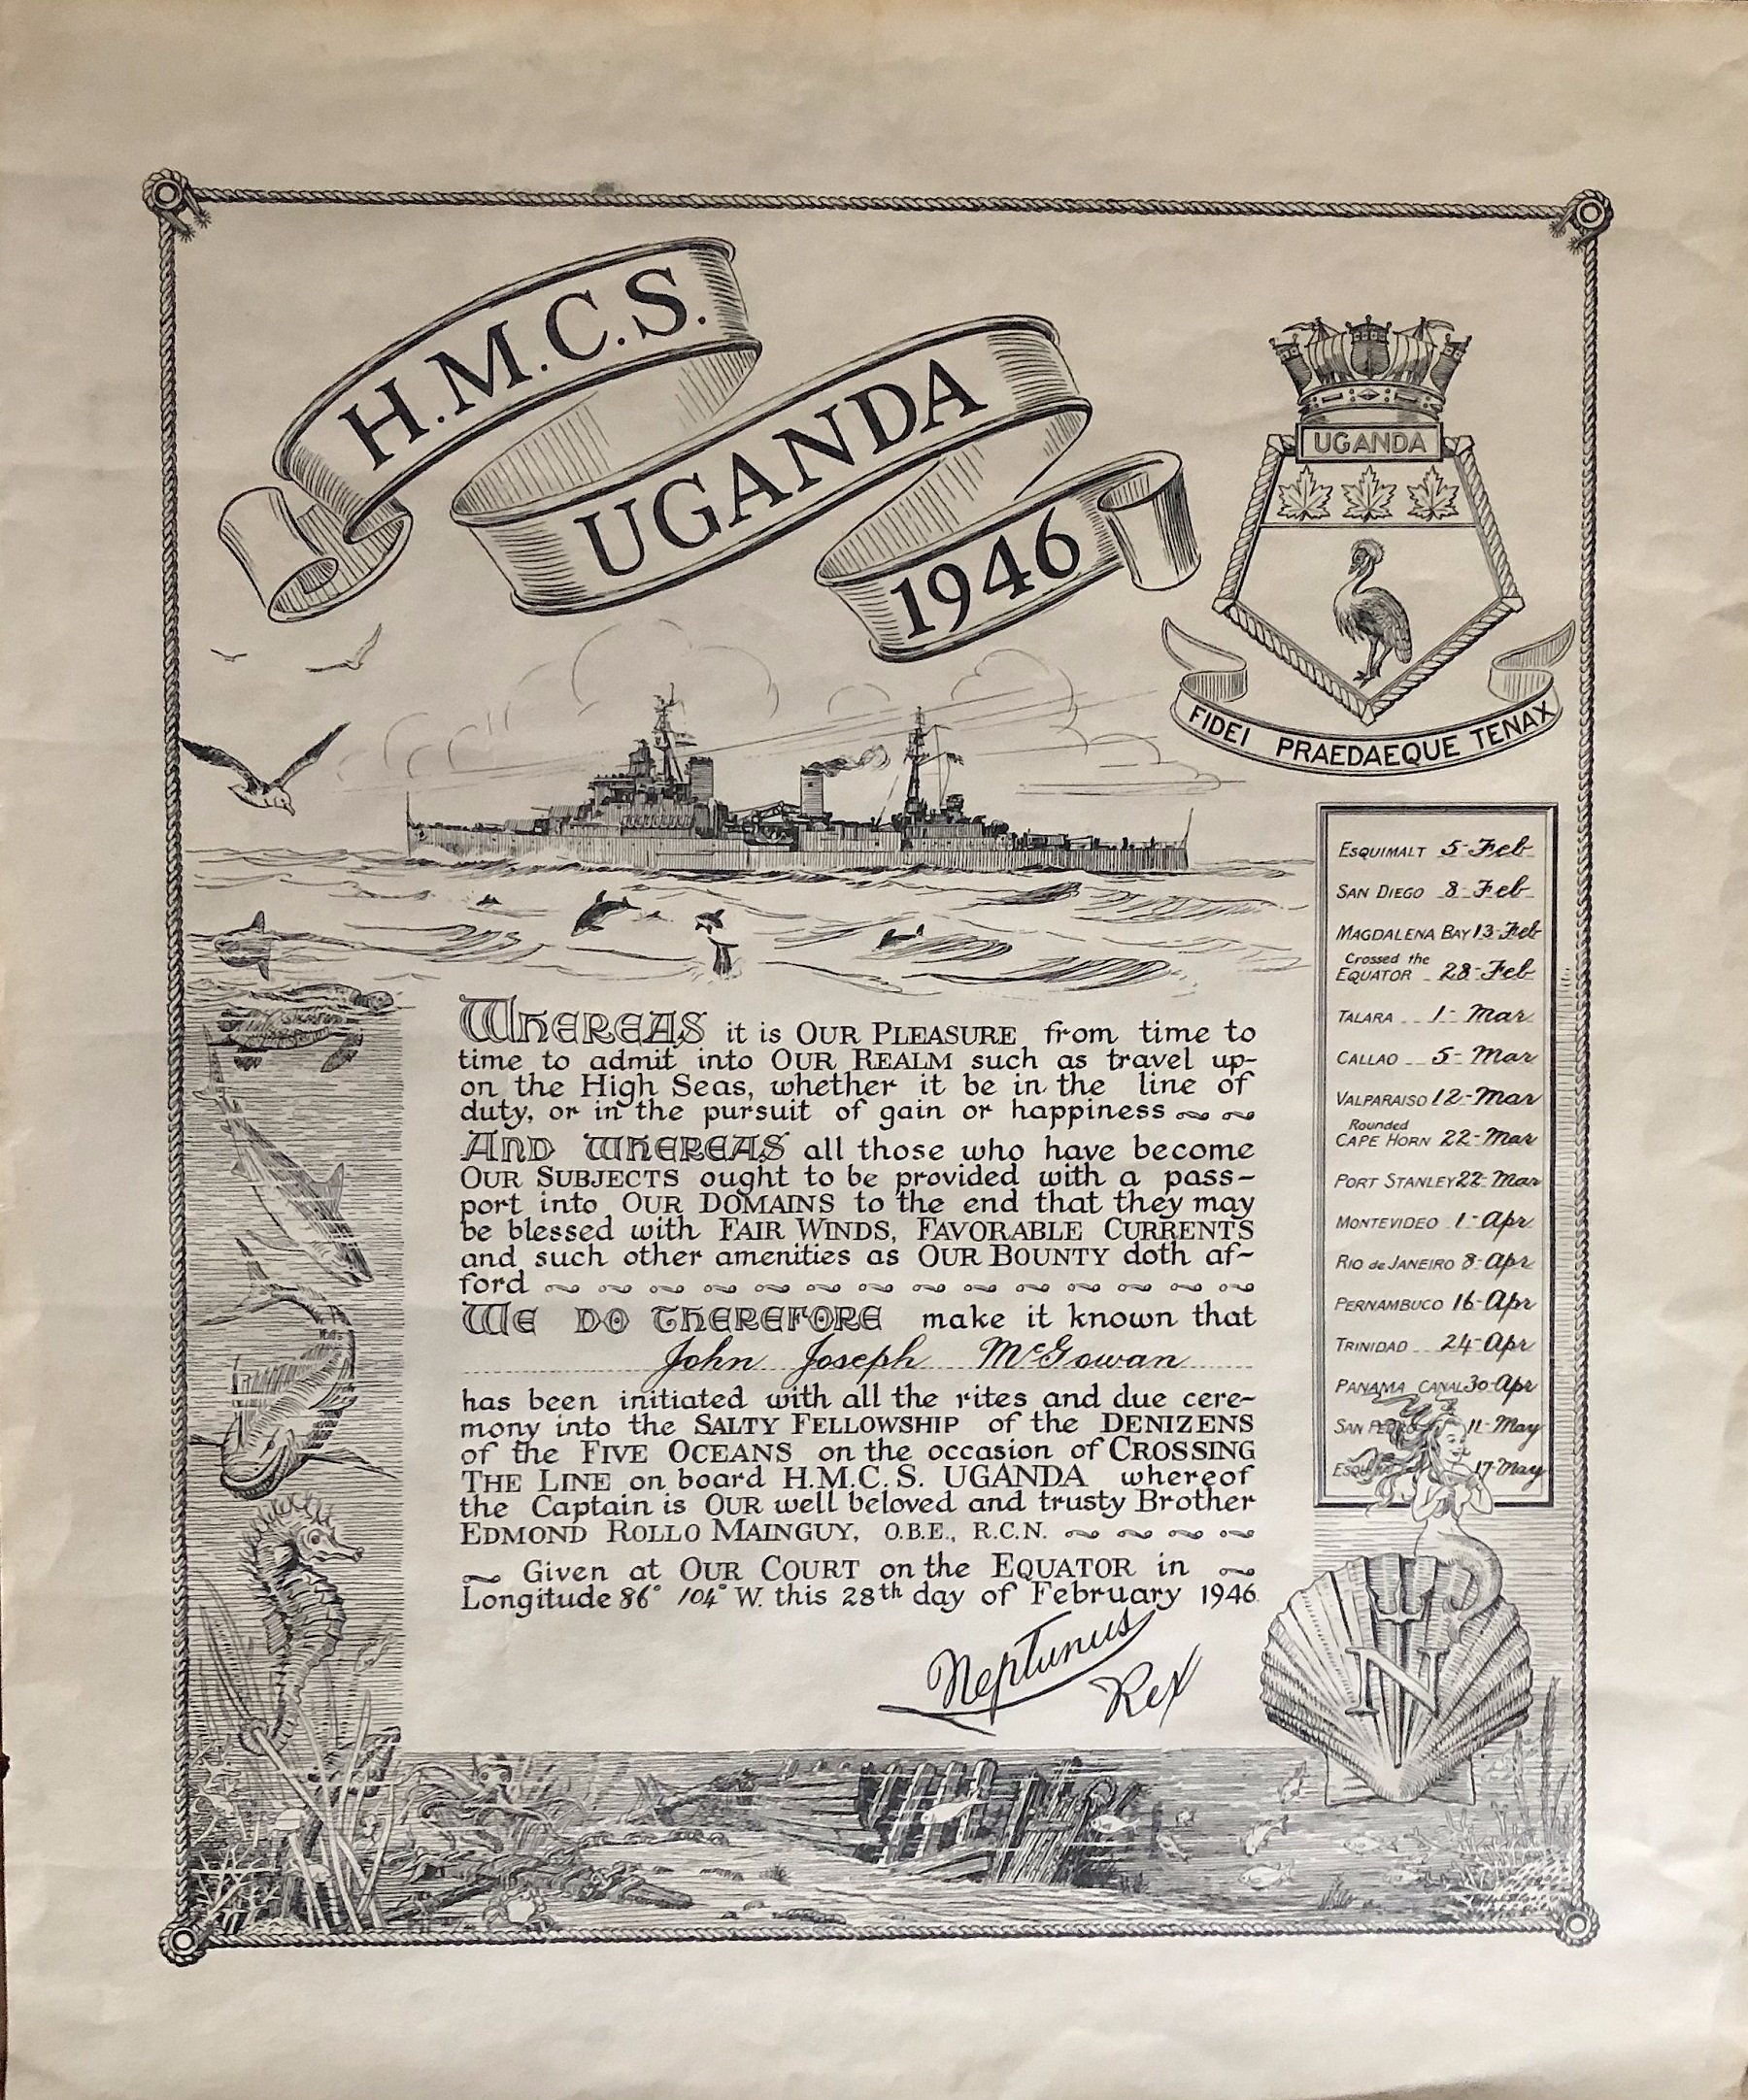 H.M.C.S.
UGANDA
1946
UGANDA
FIDEI PRAEDAEQUE TENAX
WHEREAS it is OUR PLEASURE from time to
time to admit into OUR REALM such as travel up-
on the High Seas, whether it be in the line of
duty, or in the pursuit of gain or happiness
AND WHEREAS all those who have become
OUR SUBJECTS ought to be provided with a pass-
port into OUR DOMAINS to the end that they may
be blessed with FAIR WINDS, FAVORABLE CURRENTS
and such other amenities as OUR BOUNTY doth af-
ford
WE DO THEREFORE make it known that
John Joseph McGowan
has been initiated with all the rites and due cere-
mony into the SALTY FELLOWSHIP of the DENIZENS
of the FIVE OCEANS on the occasion of CROSSING
THE LINE on board H.M.C.S. UGANDA whereof
the Captain is OUR well beloved and trusty Brother
EDMOND ROLLO MAINGUY, O.B.E., R.C.N.
Given at OUR COURT on the EQUATOR in
Longitude 86° 104° W. this 28th day of February 1946
Neptunus
Rex
ESQUIMALT 5-Feb
SAN DIEGO 8-Feb
MAGDALENA BAY 13-Feb
Crossed the
EQUATOR 28-Feb
TALARA 1-Mar
CALLAO 5-Mar
VALPARAISO 12-Mar
Rounded
CAPE HORN 22-Mar
PORT STANLEY 22-Mar
MONTEVIDEO 1-Apr
RIO de JANEIRO 8-Apr
PERNAMBUCO 16-Apr
TRINIDAD 24-Apr
PANAMA CANAL 30-Apr
SAN PEDRO 11-May
17-May
N